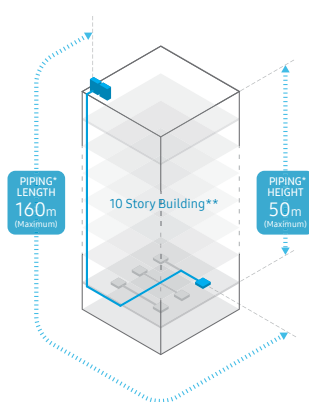 PIPING*
LENGTH
160m
(Maximum)
10 Story Building**
PIPING*
HEIGHT
50m
(Maximum)